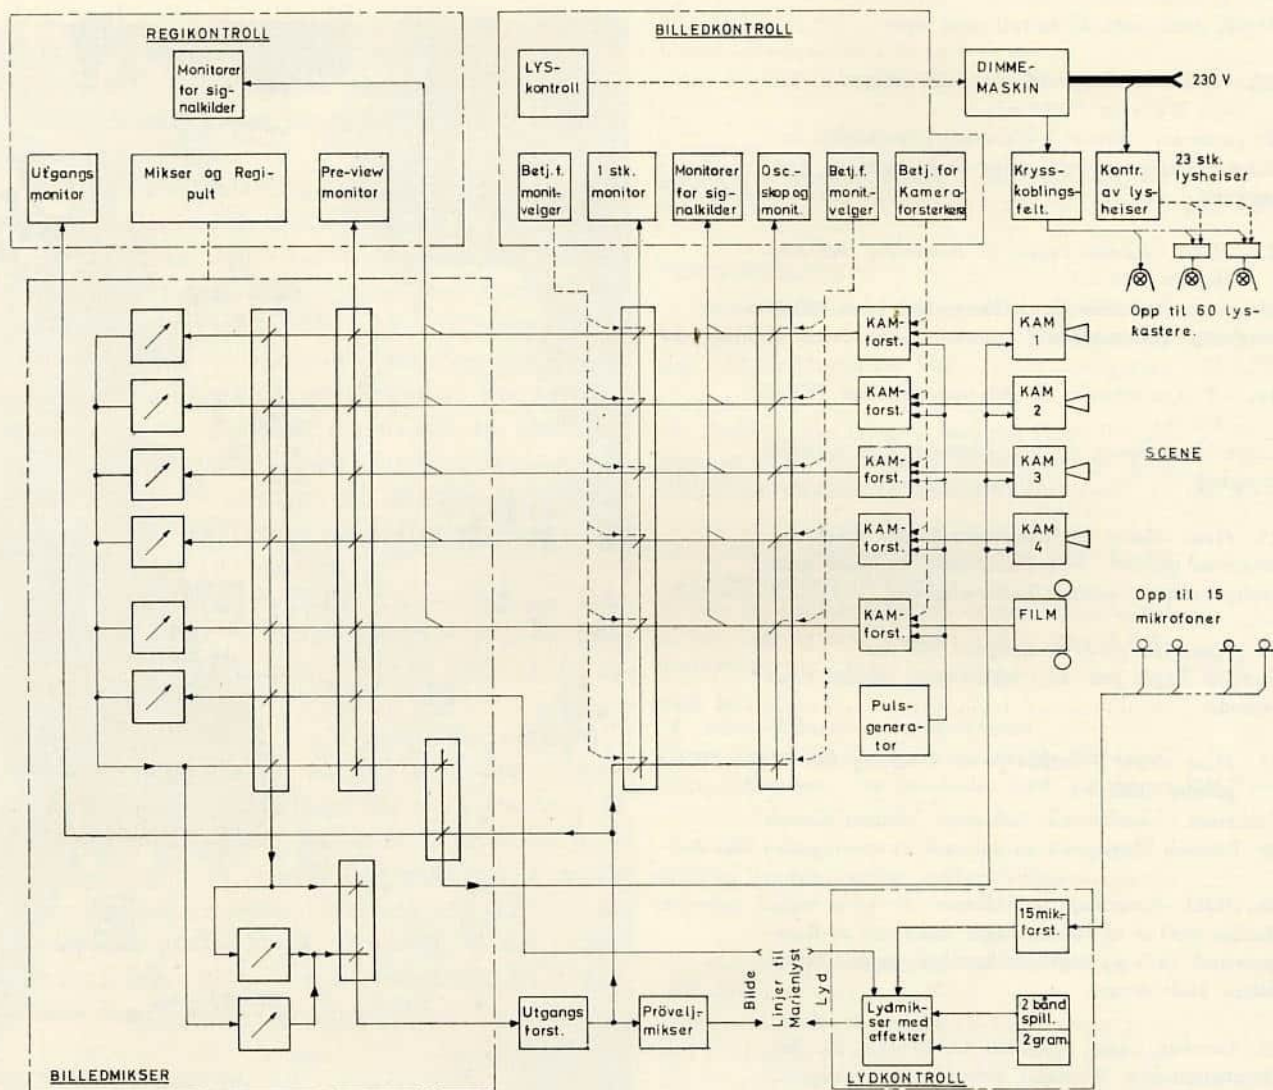 REGIKONTROLL
Monitorer
for sig-
nalkilder
Utgangs
monitor
Mikser og Regi-
pult
Pre-view
monitor
BILLEDKONTROLL
LYS-
kontroll
DIMME-
MASKIN
230 V
Betj. f.
monit.-
velger
1 stk.
monitor
Monitorer
for sig-
nalkilder
Osc.-
skop og
monit.
Betj. f.
monit.-
velger
Betj. for
Kamera-
forsterkere
Kryss-
koblings-
felt.
Kontr.
av lys-
heiser
23 stk.
lysheiser
Opp til 60 lys-
kastere.
KAM-
forst.
KAM
1
KAM-
forst.
KAM
2
KAM-
forst.
KAM
3
SCENE
KAM-
forst.
KAM
4
KAM-
forst.
FILM
Opp til 15
mikrofoner
Puls-
genera-
tor
15 mik.-
forst.
Utgangs
forst.
Prövelj-
mikser
Bilde
Linjer til
Marienlyst
Lyd
Lydmik-
ser med
effekter
2 bånd
spill.
2 gram.
BILLEDMIKSER
LYDKONTROLL